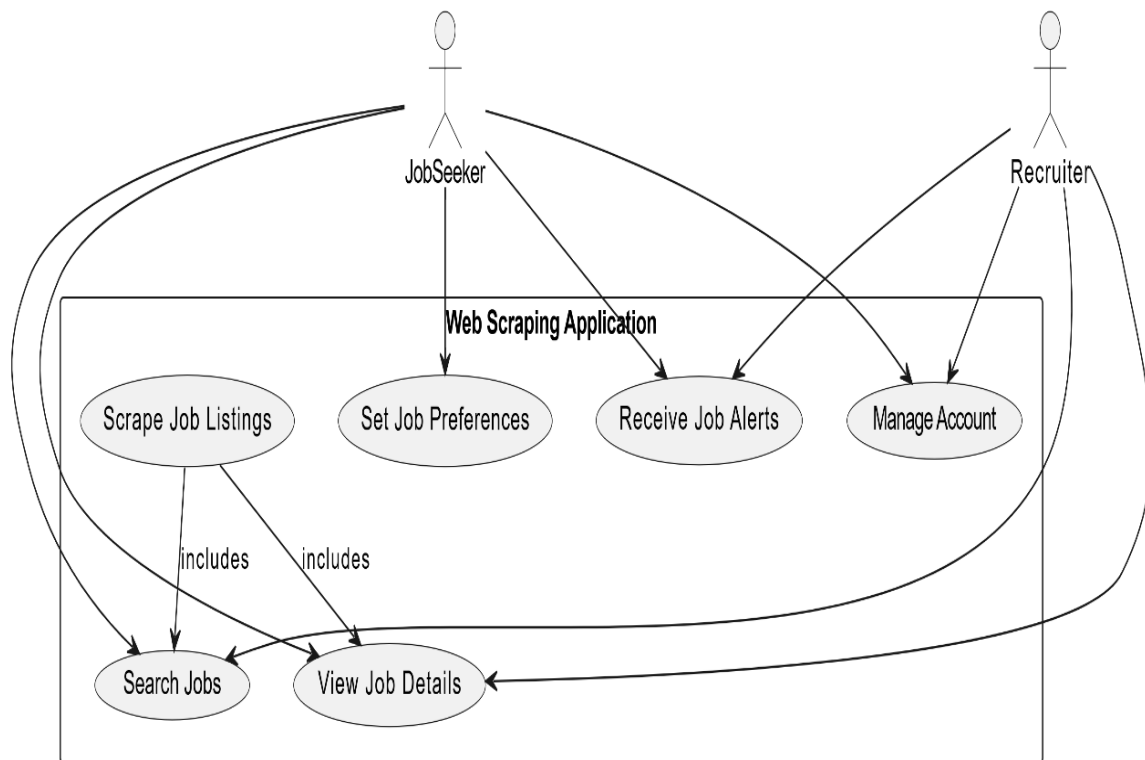 JobSeeker
Recruiter
Web Scraping Application
Scrape Job Listings
Set Job Preferences
Receive Job Alerts
Manage Account
includes
includes
Search Jobs
View Job Details